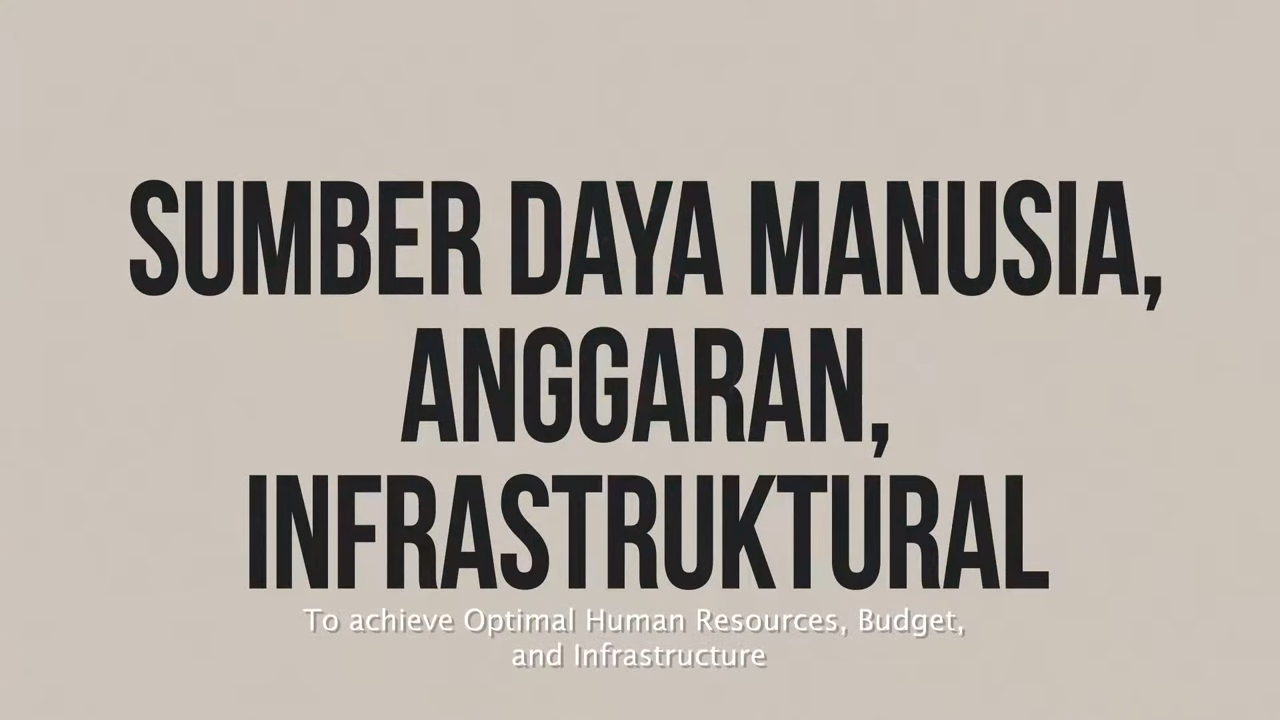 SUMBER DAYA MANUSIA,
ANGGARAN,
INFRASTRUKTURAL
To achieve Optimal Human Resources, Budget,
and Infrastructure